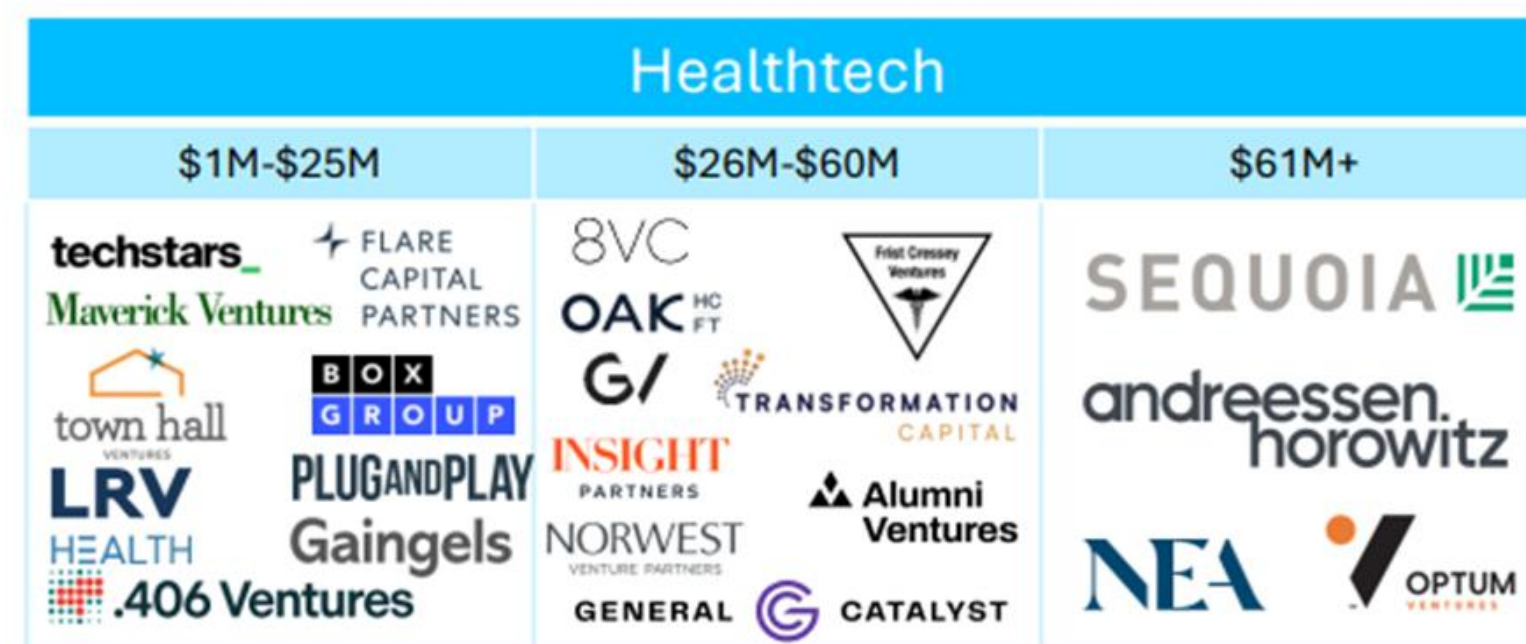 Healthtech
$1M-$25M
$26M-$60M
$61M+
techstars_
FLARE
CAPITAL
PARTNERS
Maverick Ventures
town hall
VENTURES
BOX
GROUP
LRV
HEALTH
PLUGANDPLAY
Gaingels
.406 Ventures
8VC
Frist Cressey
Ventures
OAK HC
FT
G/
TRANSFORMATION
CAPITAL
INSIGHT
PARTNERS
Alumni
Ventures
NORWEST
VENTURE PARTNERS
GENERAL CATALYST
SEQUOIA
andreessen.
horowitz
NEA
OPTUM
VENTURES